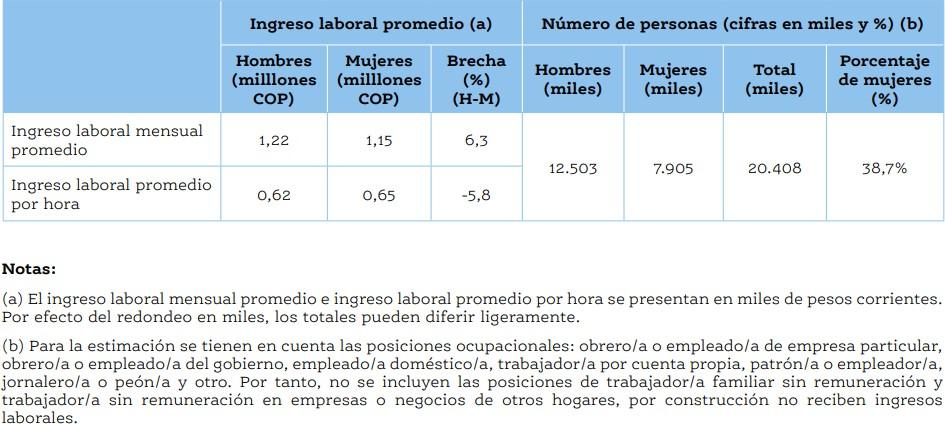 Ingreso laboral promedio (a) Número de personas (cifras en miles y %) (b)
Hombres (milllones COP) Mujeres (milllones COP) Brecha (%) (H-M) Hombres (miles) Mujeres (miles) Total (miles) Porcentaje de mujeres (%)
Ingreso laboral mensual promedio 1,22 1,15 6,3 12.503 7.905 20.408 38,7%
Ingreso laboral promedio por hora 0,62 0,65 -5,8
Notas:
(a) El ingreso laboral mensual promedio e ingreso laboral promedio por hora se presentan en miles de pesos corrientes.
Por efecto del redondeo en miles, los totales pueden diferir ligeramente.
(b) Para la estimación se tienen en cuenta las posiciones ocupacionales: obrero/a o empleado/a de empresa particular,
obrero/a o empleado/a del gobierno, empleado/a doméstico/a, trabajador/a por cuenta propia, patrón/a o empleador/a,
jornalero/a o peón/a y otro. Por tanto, no se incluyen las posiciones de trabajador/a familiar sin remuneración y
trabajador/a sin remuneración en empresas o negocios de otros hogares, por construcción no reciben ingresos
laborales.